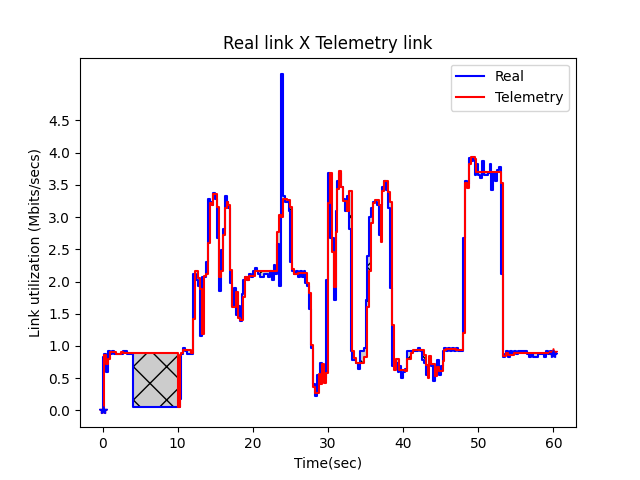 Real link X Telemetry link
Real
Telemetry
Link utilization (Mbits/secs)
4.5
4.0
3.5
3.0
2.5
2.0
1.5
1.0
0.5
0.0
0 10 20 30 40 50 60
Time(sec)